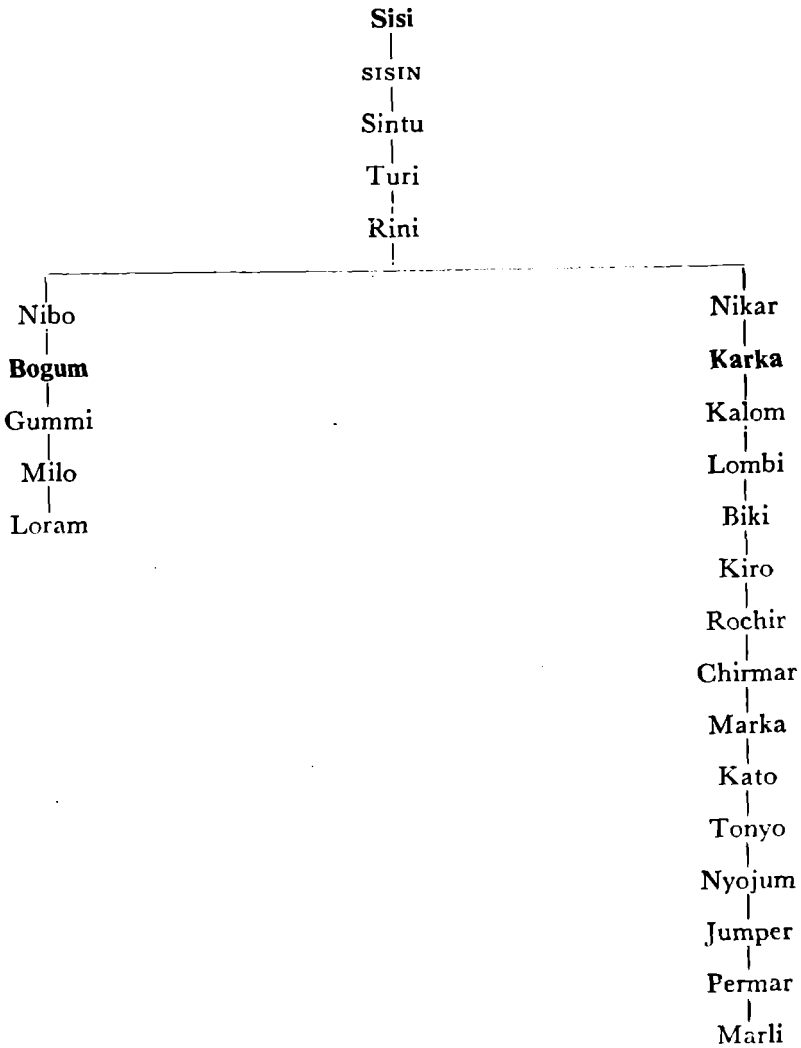 Sisi
SISIN
Sintu
Turi
Rini
Nibo
Bogum
Gummi
Milo
Loram
Nikar
Karka
Kalom
Lombi
Biki
Kiro
Rochir
Chirmar
Marka
Kato
Tonyo
Nyojum
Jumper
Permar
Marli